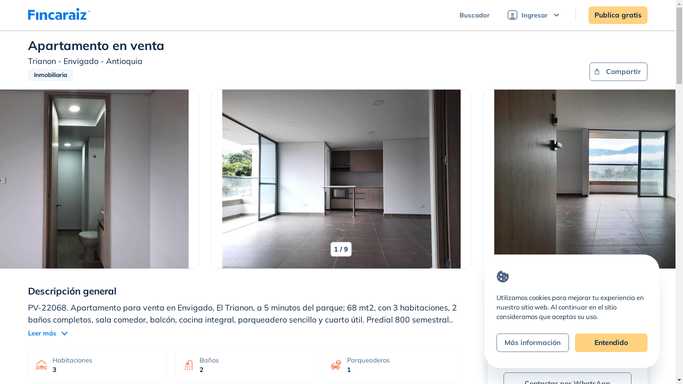 Fincaraiz
Buscador
Ingresar
Publica gratis
Apartamento en venta
Trianon - Envigado - Antioquia
Inmobiliaria
Compartir
1 / 9
Descripción general
PV-22068. Apartamento para venta en Envigado, El Trianon, a 5 minutos del parque; 68 mt2, con 3 habitaciones, 2
baños completos, sala comedor, balcón, cocina integral. parqueadero sencillo y cuarto útil. Predial 800 semestral..
Leer más
Habitaciones
3
Baños
2
Parqueaderos
1
Utilizamos cookies para mejorar tu experiencia en
nuestro sitio web. Al continuar en el sitio
consideramos que aceptas su uso.
Más información
Entendido
Contactar por WhatsApp